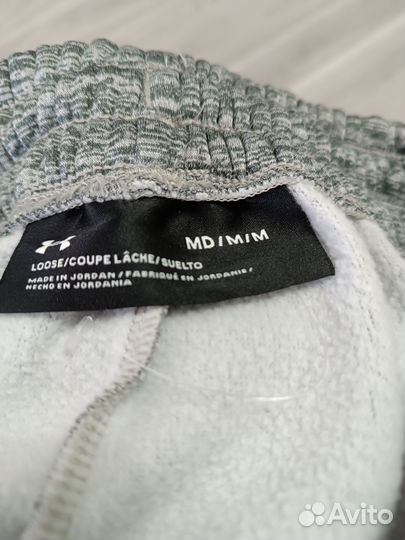 MD/M/M
LOOSE/COUPE LÂCHE/SUELTO
MADE IN JORDAN/FABRIQUÉ EN JORDANIE/
HECHO EN JORDANIA
Avito